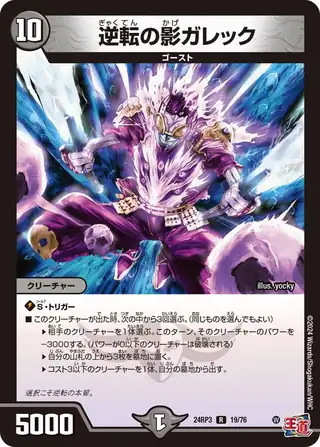 10
ぎゃくてん かげ
逆転の影ガレック
ゴースト
illus. yocky
クリーチャー
S・トリガー
■このクリーチャーが出た時、次の中から3回選ぶ。(同じものを選んでもよい)
▶相手のクリーチャーを1体選ぶ。このターン、そのクリーチャーのパワーを
-3000する。(パワーが0以下のクリーチャーは破壊される)
▶自分の山札の上から3枚を墓地に置く。
▶コスト3以下のクリーチャーを1体、自分の墓地から出す。
選択こそ逆転の本領。
5000
24RP3 R 19/76
王道
©2024 Wizards/Shogakukan/WHC